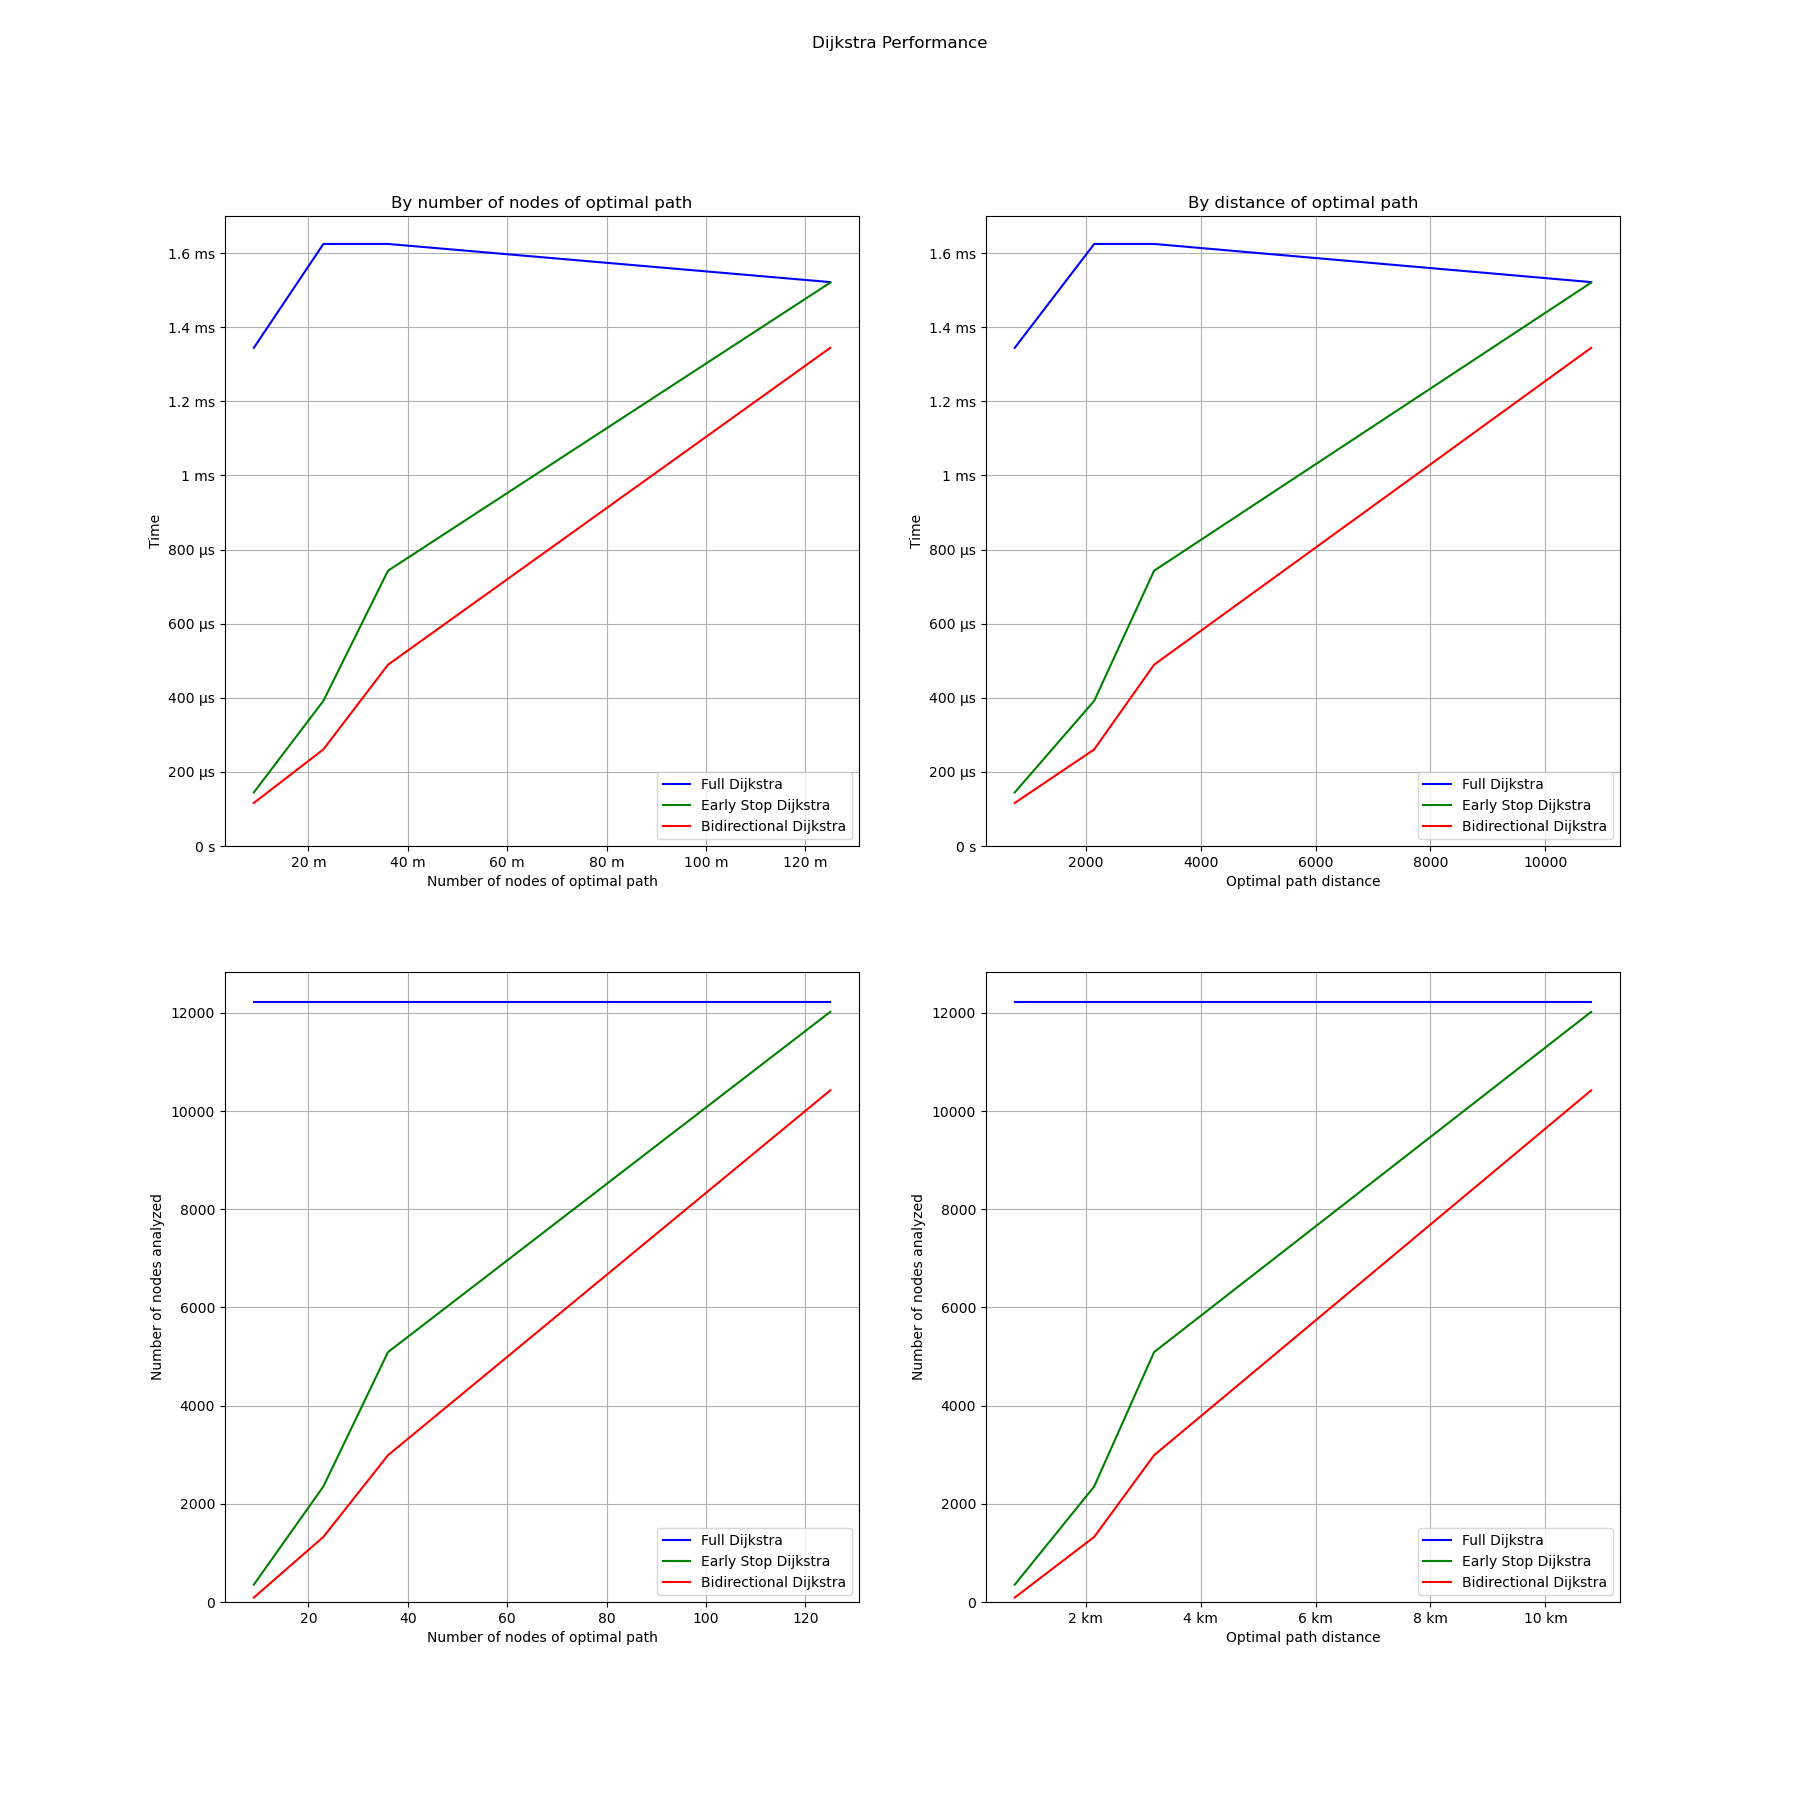 Dijkstra Performance
By number of nodes of optimal path
1.6 ms
1.4 ms
1.2 ms
1 ms
800 µs
600 µs
400 µs
200 µs
0 s
Time
20 m 40 m 60 m 80 m 100 m 120 m
Number of nodes of optimal path
Full Dijkstra
Early Stop Dijkstra
Bidirectional Dijkstra
By distance of optimal path
1.6 ms
1.4 ms
1.2 ms
1 ms
800 µs
600 µs
400 µs
200 µs
0 s
Time
2000 4000 6000 8000 10000
Optimal path distance
Full Dijkstra
Early Stop Dijkstra
Bidirectional Dijkstra
12000
10000
8000
6000
4000
2000
0
Number of nodes analyzed
20 40 60 80 100 120
Number of nodes of optimal path
Full Dijkstra
Early Stop Dijkstra
Bidirectional Dijkstra
12000
10000
8000
6000
4000
2000
0
Number of nodes analyzed
2 km 4 km 6 km 8 km 10 km
Optimal path distance
Full Dijkstra
Early Stop Dijkstra
Bidirectional Dijkstra